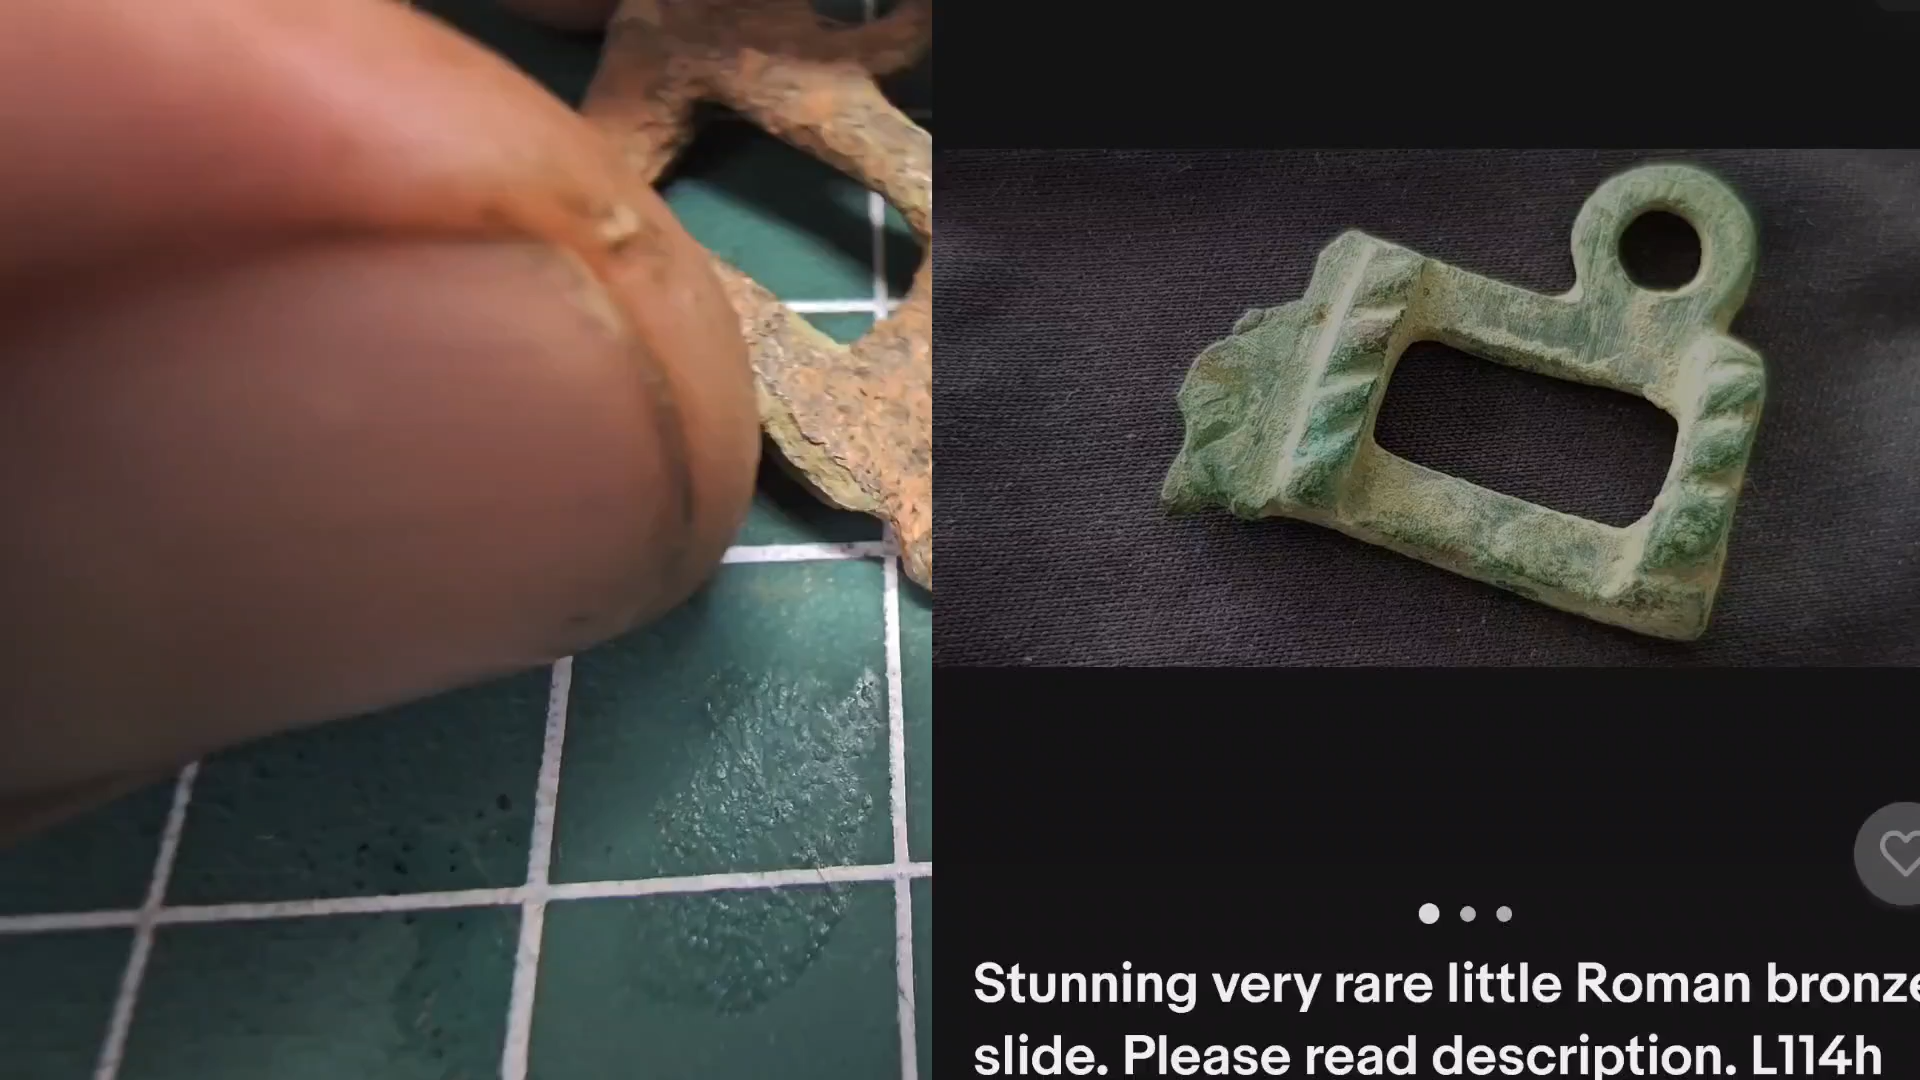 Stunning very rare little Roman bronze
slide. Please read description. L114h